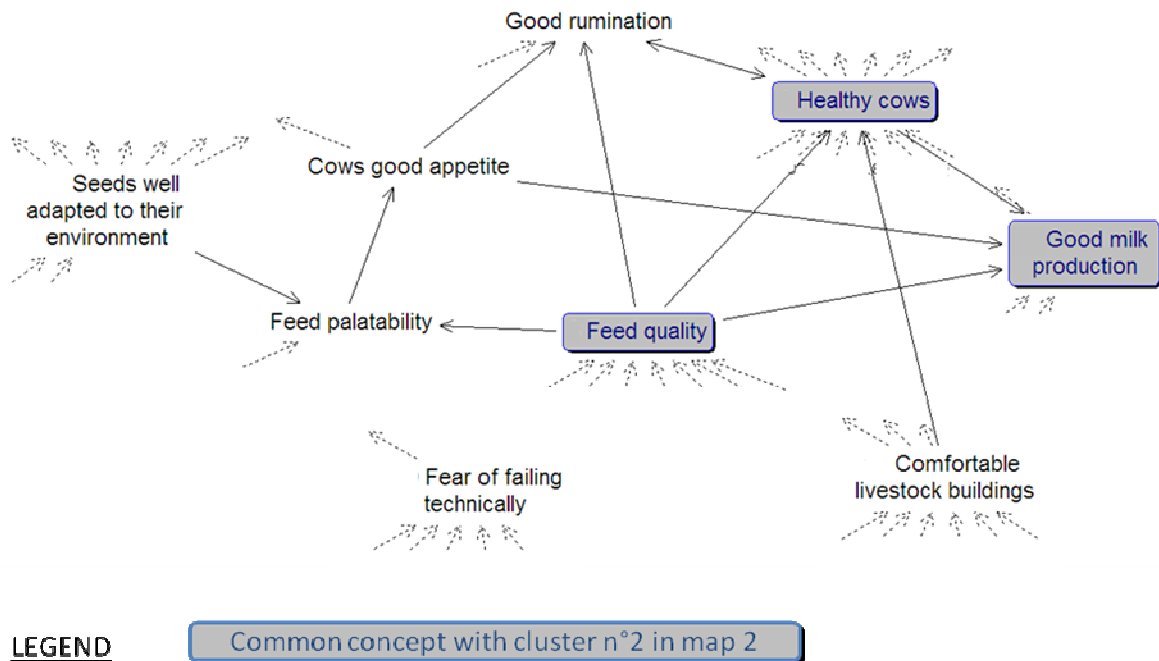 Good rumination
Healthy cows
Cows good appetite
Seeds well
adapted to their
environment
Good milk
production
Feed palatability
Feed quality
Fear of failing
technically
Comfortable
livestock buildings
LEGEND
Common concept with cluster n°2 in map 2